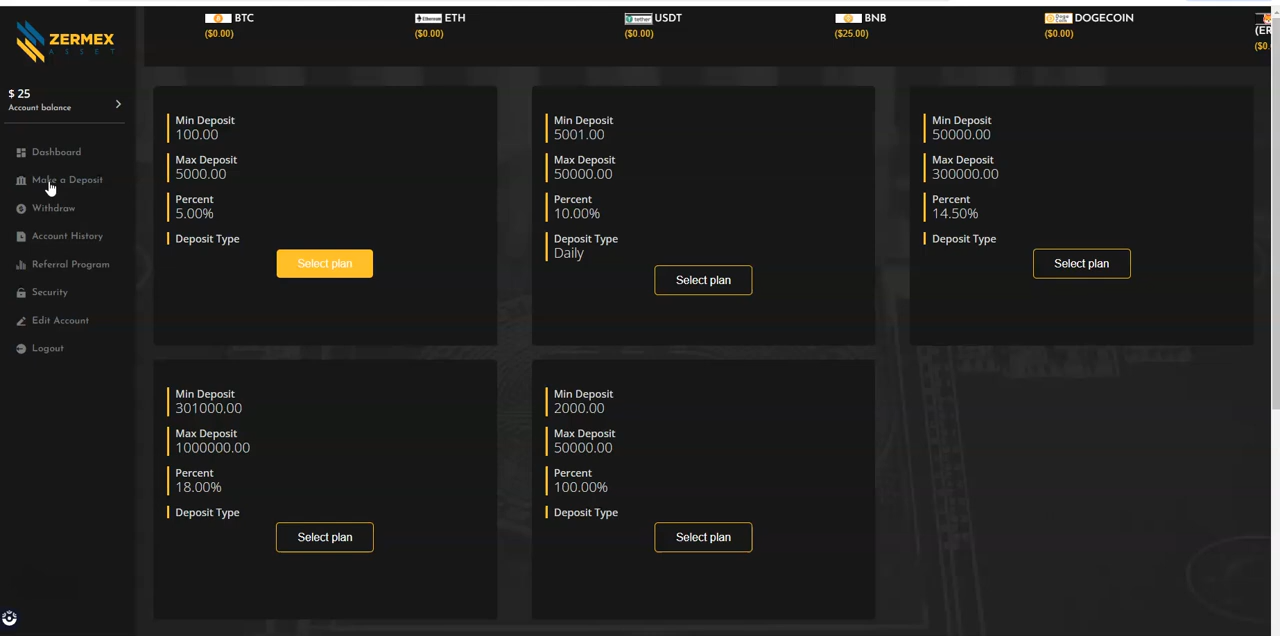 BTC
($0.00)
Ethereum ETH
($0.00)
tether USDT
($0.00)
BNB
($25.00)
DOGECOIN
($0.00)
(ER
($0.
ZERMEX
ASSET
$ 25
Account balance
Dashboard
Make a Deposit
Withdraw
Account History
Referral Program
Security
Edit Account
Logout
Min Deposit
100.00
Max Deposit
5000.00
Percent
5.00%
Deposit Type
Select plan
Min Deposit
5001.00
Max Deposit
50000.00
Percent
10.00%
Deposit Type
Daily
Select plan
Min Deposit
50000.00
Max Deposit
300000.00
Percent
14.50%
Deposit Type
Select plan
Min Deposit
301000.00
Max Deposit
1000000.00
Percent
18.00%
Deposit Type
Select plan
Min Deposit
2000.00
Max Deposit
50000.00
Percent
100.00%
Deposit Type
Select plan